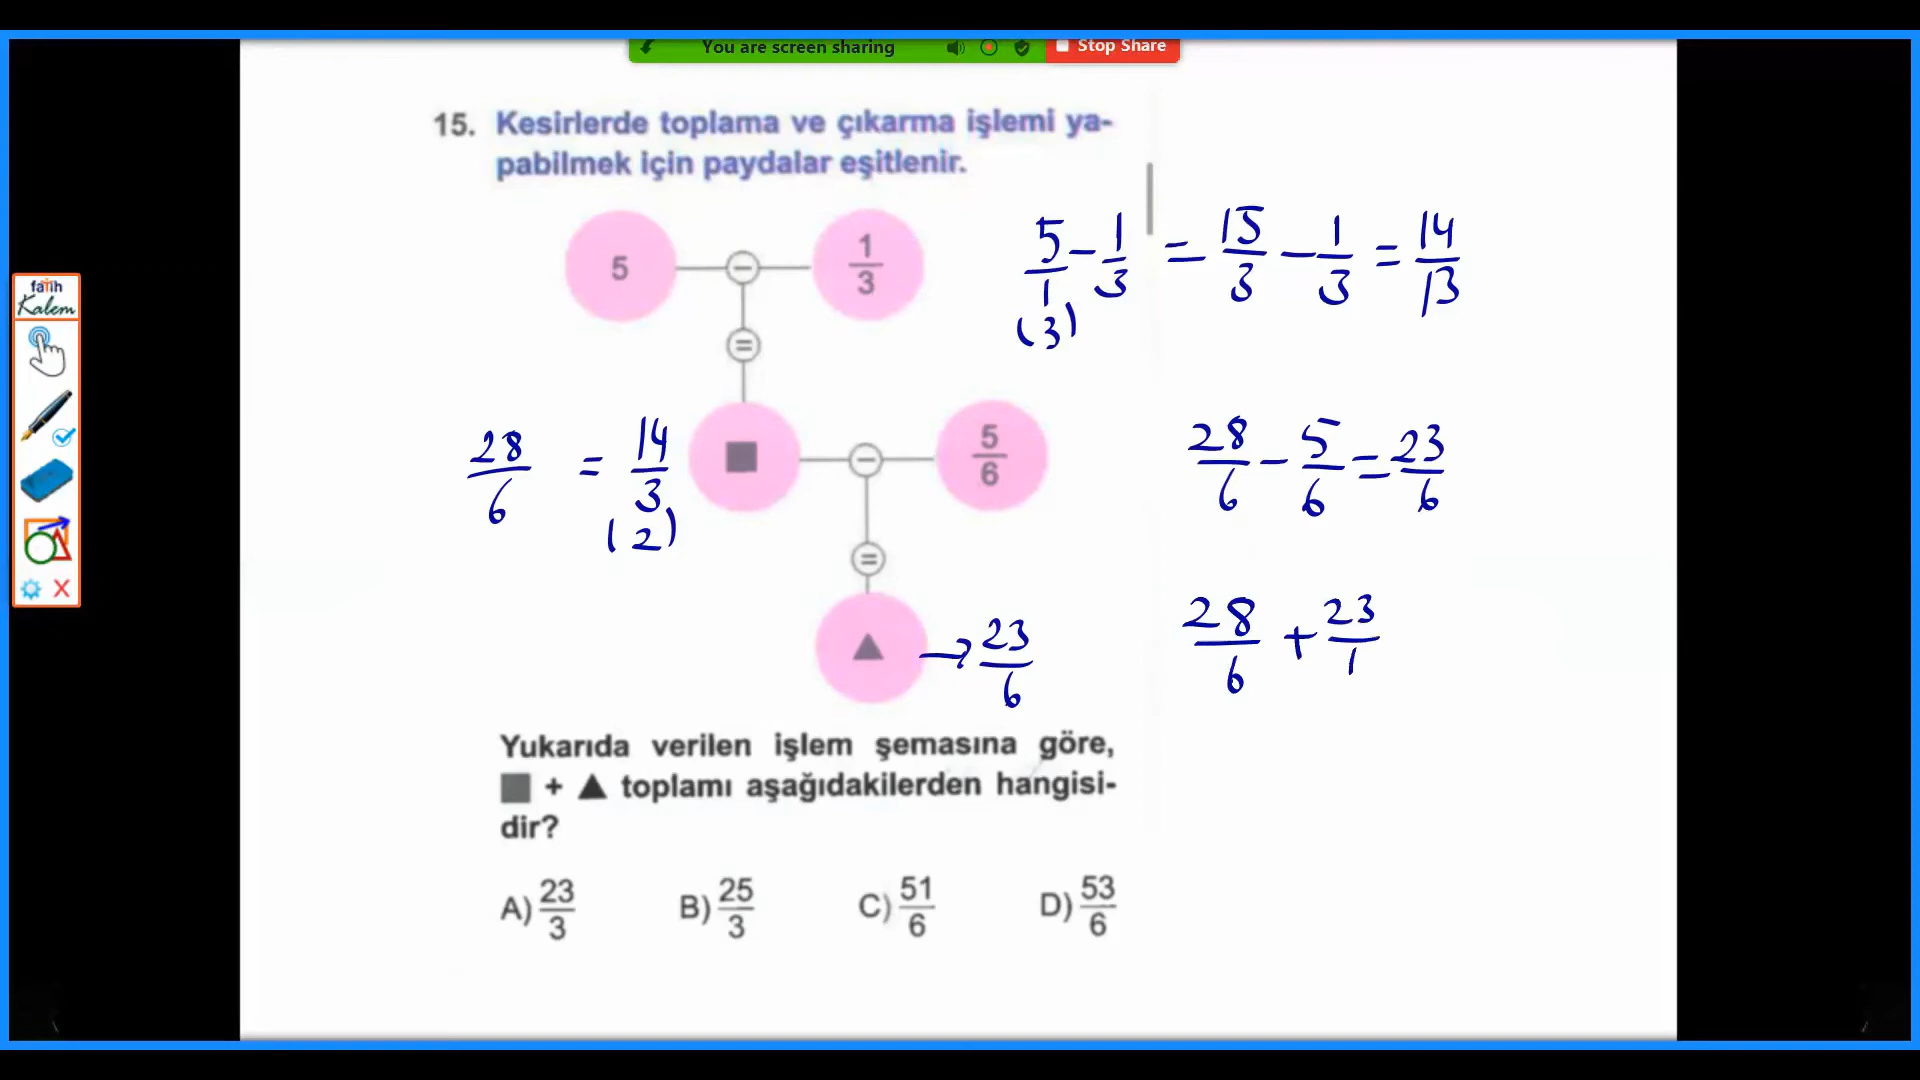 You are screen sharing
Stop Share
fatih
Kalem
15. Kesirlerde toplama ve çıkarma işlemi ya-
pabilmek için paydalar eşitlenir.
5 − 1/3
=
■ − 5/6
=
▲ → 23/6
5/1 − 1/3 = 15/3 − 1/3 = 14/13
(3)
28/6 = 14/3
(2)
28/6 − 5/6 = 23/6
28/6 + 23/1
Yukarıda verilen işlem şemasına göre,
■ + ▲ toplamı aşağıdakilerden hangisi-
dir?
A) 23/3 B) 25/3 C) 51/6 D) 53/6